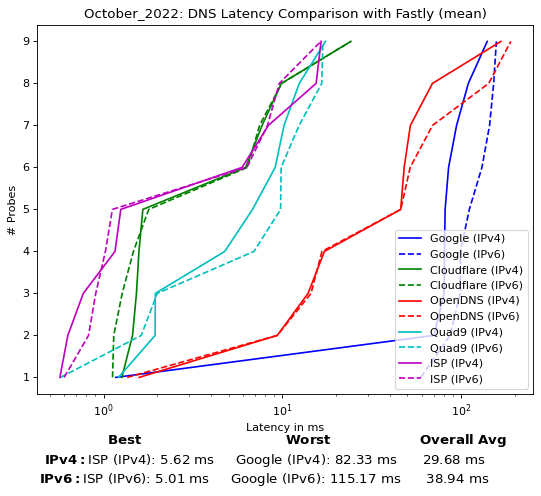 October_2022: DNS Latency Comparison with Fastly (mean)
# Probes
9
8
7
6
5
4
3
2
1
Google (IPv4)
Google (IPv6)
Cloudflare (IPv4)
Cloudflare (IPv6)
OpenDNS (IPv4)
OpenDNS (IPv6)
Quad9 (IPv4)
Quad9 (IPv6)
ISP (IPv4)
ISP (IPv6)
10⁰ 10¹ 10²
Latency in ms
Best Worst Overall Avg
IPv4: ISP (IPv4): 5.62 ms Google (IPv4): 82.33 ms 29.68 ms
IPv6: ISP (IPv6): 5.01 ms Google (IPv6): 115.17 ms 38.94 ms